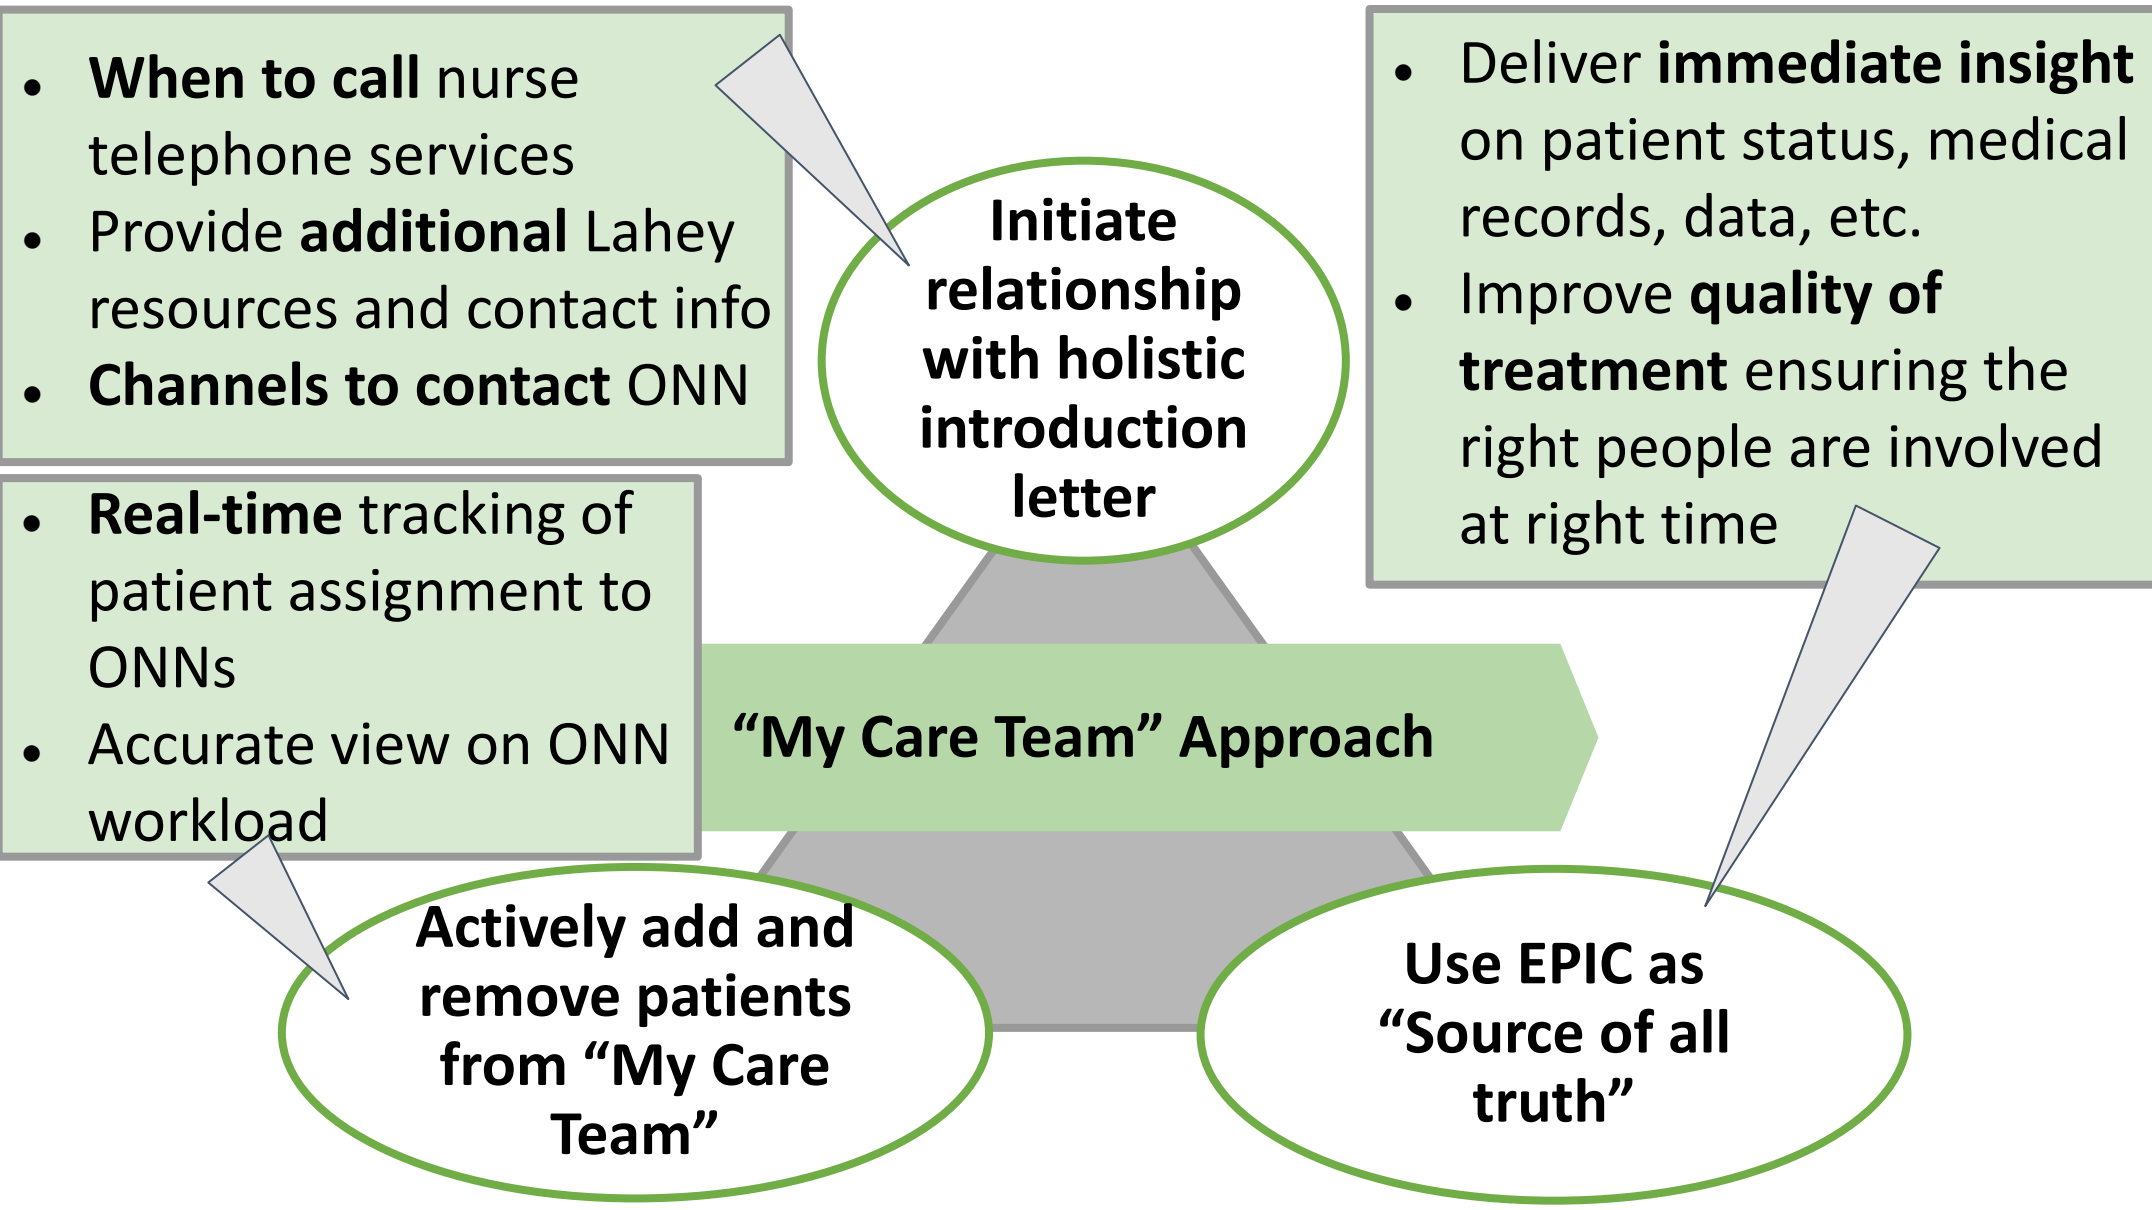 ● When to call nurse
telephone services
● Provide additional Lahey
resources and contact info
● Channels to contact ONN
● Real-time tracking of
patient assignment to
ONNs
● Accurate view on ONN
workload
Initiate
relationship
with holistic
introduction
letter
● Deliver immediate insight
on patient status, medical
records, data, etc.
● Improve quality of
treatment ensuring the
right people are involved
at right time
“My Care Team” Approach
Actively add and
remove patients
from “My Care
Team”
Use EPIC as
“Source of all
truth”